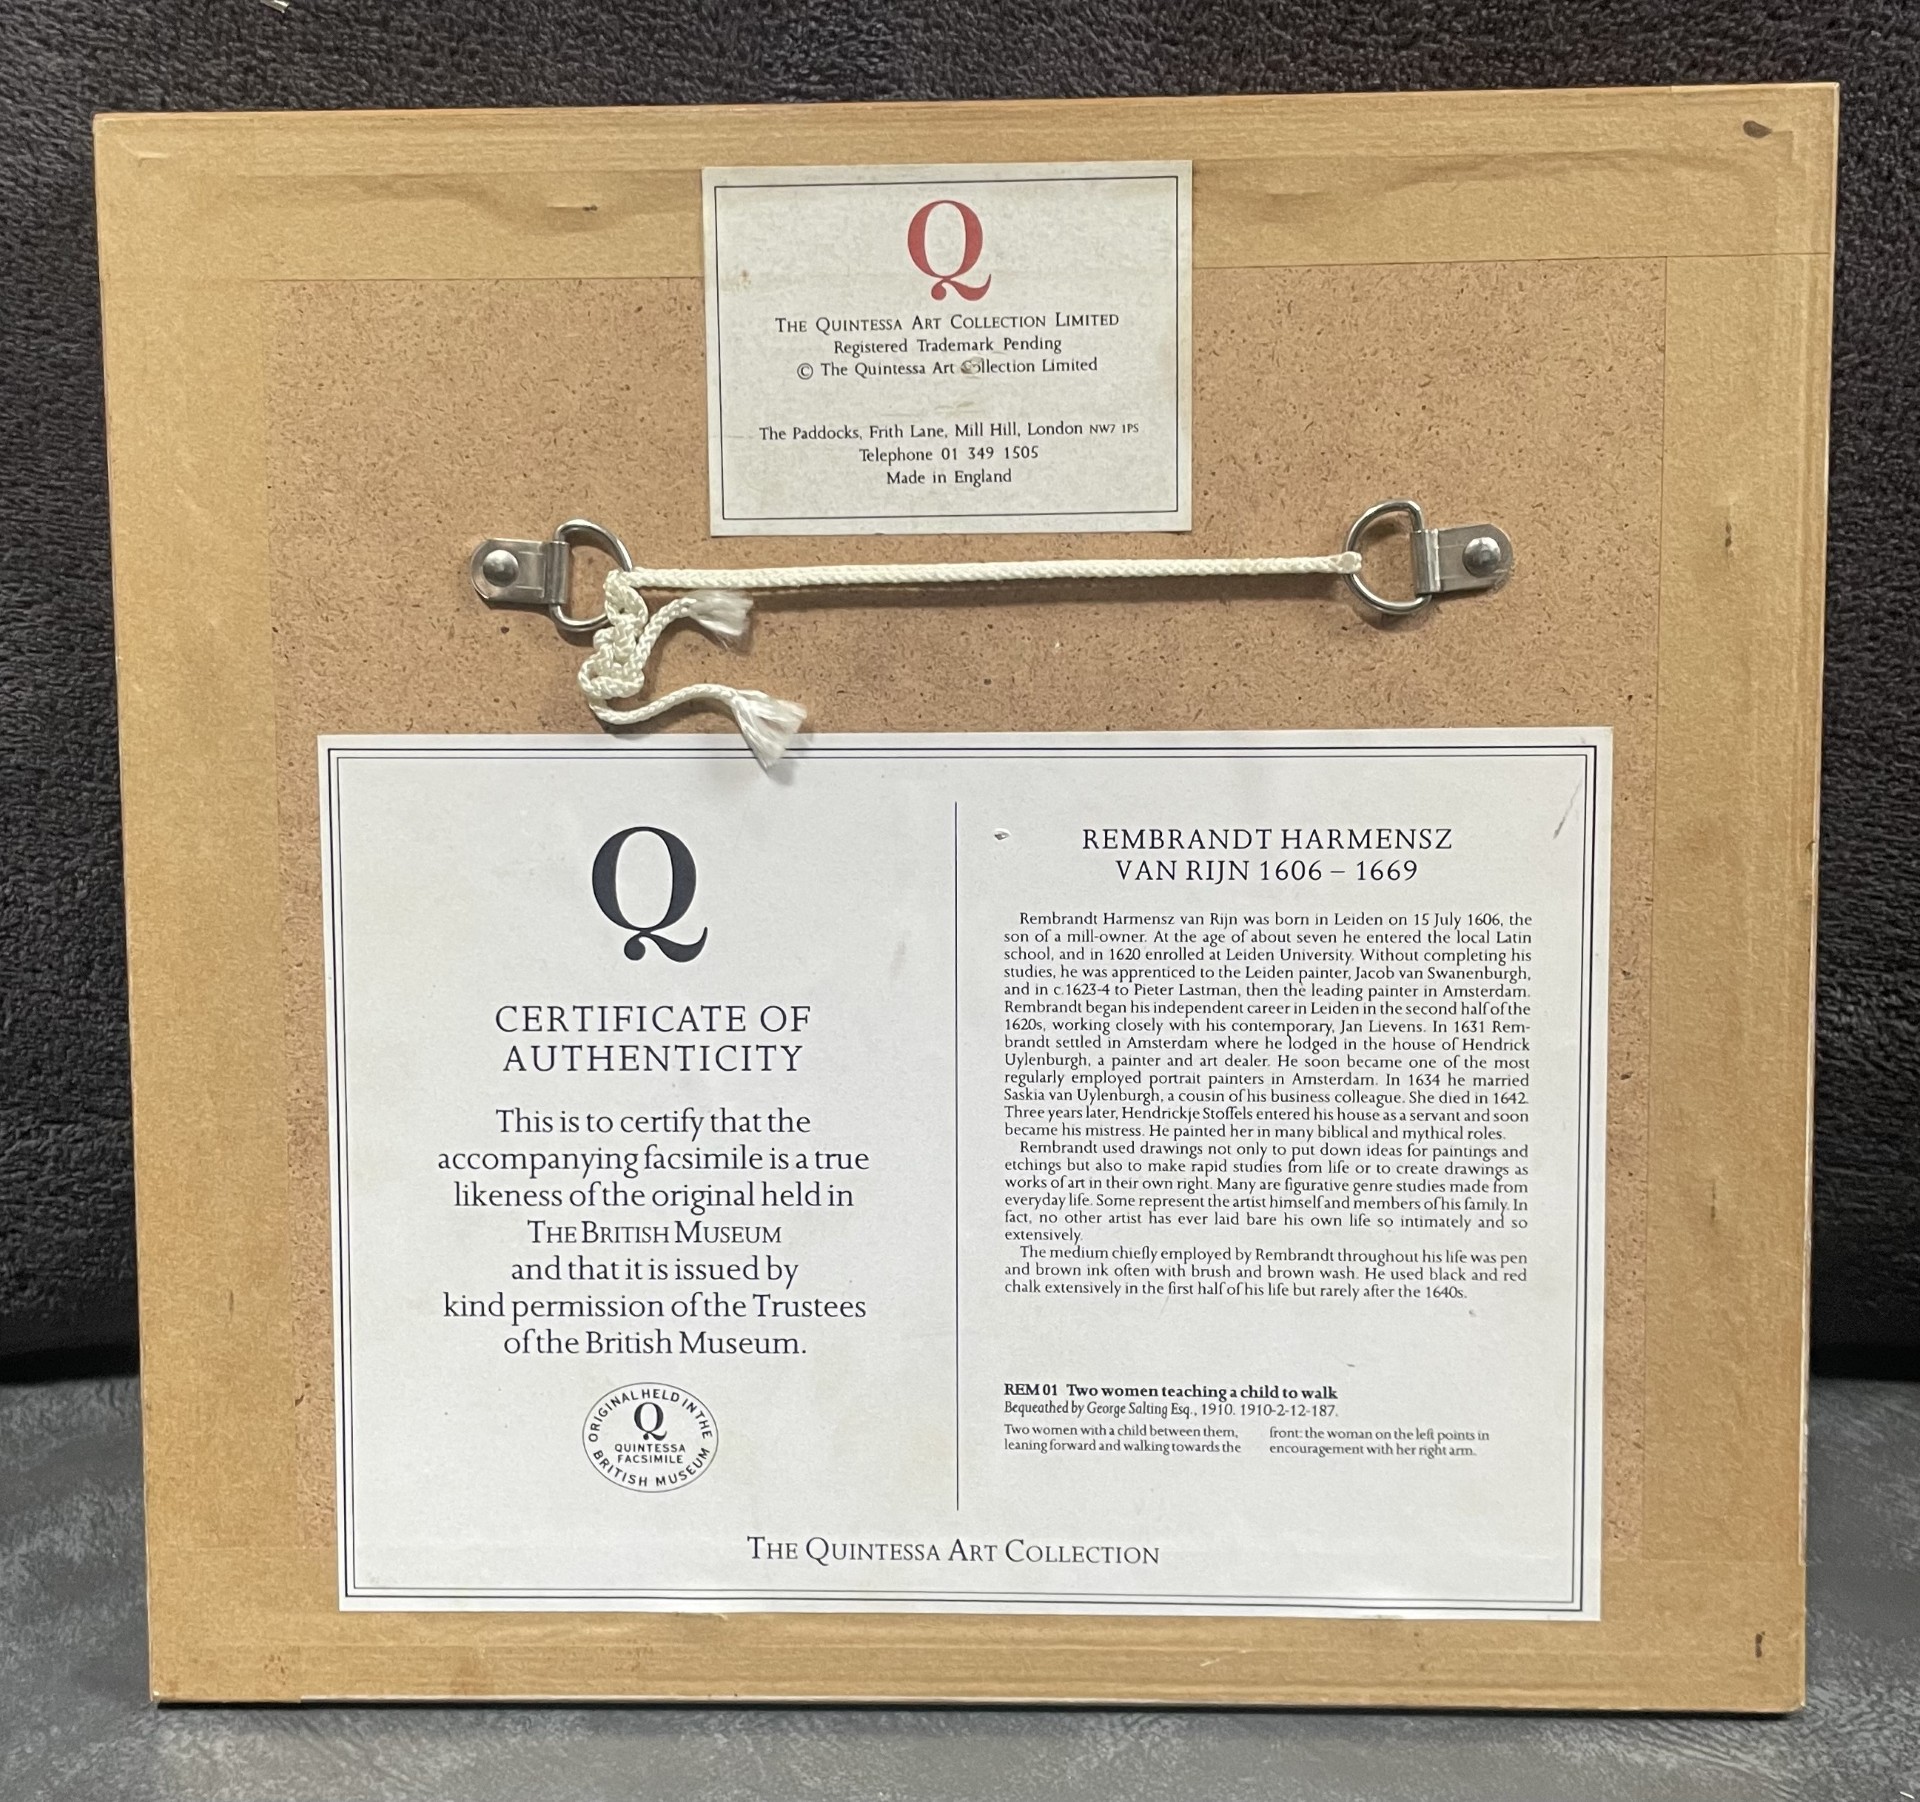 Q
THE QUINTESSA ART COLLECTION LIMITED
Registered Trademark Pending
© The Quintessa Art Collection Limited
The Paddocks, Frith Lane, Mill Hill, London NW7 1PS
Telephone 01 349 1505
Made in England
Q
CERTIFICATE OF
AUTHENTICITY
This is to certify that the
accompanying facsimile is a true
likeness of the original held in
THE BRITISH MUSEUM
and that it is issued by
kind permission of the Trustees
of the British Museum.
ORIGINAL HELD IN THE
BRITISH MUSEUM
Q
QUINTESSA
FACSIMILE
REMBRANDT HARMENSZ
VAN RIJN 1606 – 1669
Rembrandt Harmensz van Rijn was born in Leiden on 15 July 1606, the
son of a mill-owner. At the age of about seven he entered the local Latin
school, and in 1620 enrolled at Leiden University. Without completing his
studies, he was apprenticed to the Leiden painter, Jacob van Swanenburgh,
and in c.1623-4 to Pieter Lastman, then the leading painter in Amsterdam.
Rembrandt began his independent career in Leiden in the second half of the
1620s, working closely with his contemporary, Jan Lievens. In 1631 Rem-
brandt settled in Amsterdam where he lodged in the house of Hendrick
Uylenburgh, a painter and art dealer. He soon became one of the most
regularly employed portrait painters in Amsterdam. In 1634 he married
Saskia van Uylenburgh, a cousin of his business colleague. She died in 1642.
Three years later, Hendrickje Stoffels entered his house as a servant and soon
became his mistress. He painted her in many biblical and mythical roles.
Rembrandt used drawings not only to put down ideas for paintings and
etchings but also to make rapid studies from life or to create drawings as
works of art in their own right. Many are figurative genre studies made from
everyday life. Some represent the artist himself and members of his family. In
fact, no other artist has ever laid bare his own life so intimately and so
extensively.
The medium chiefly employed by Rembrandt throughout his life was pen
and brown ink often with brush and brown wash. He used black and red
chalk extensively in the first half of his life but rarely after the 1640s.
REM 01 Two women teaching a child to walk
Bequeathed by George Salting Esq., 1910. 1910-2-12-187.
Two women with a child between them,
leaning forward and walking towards the
front: the woman on the left points in
encouragement with her right arm.
THE QUINTESSA ART COLLECTION